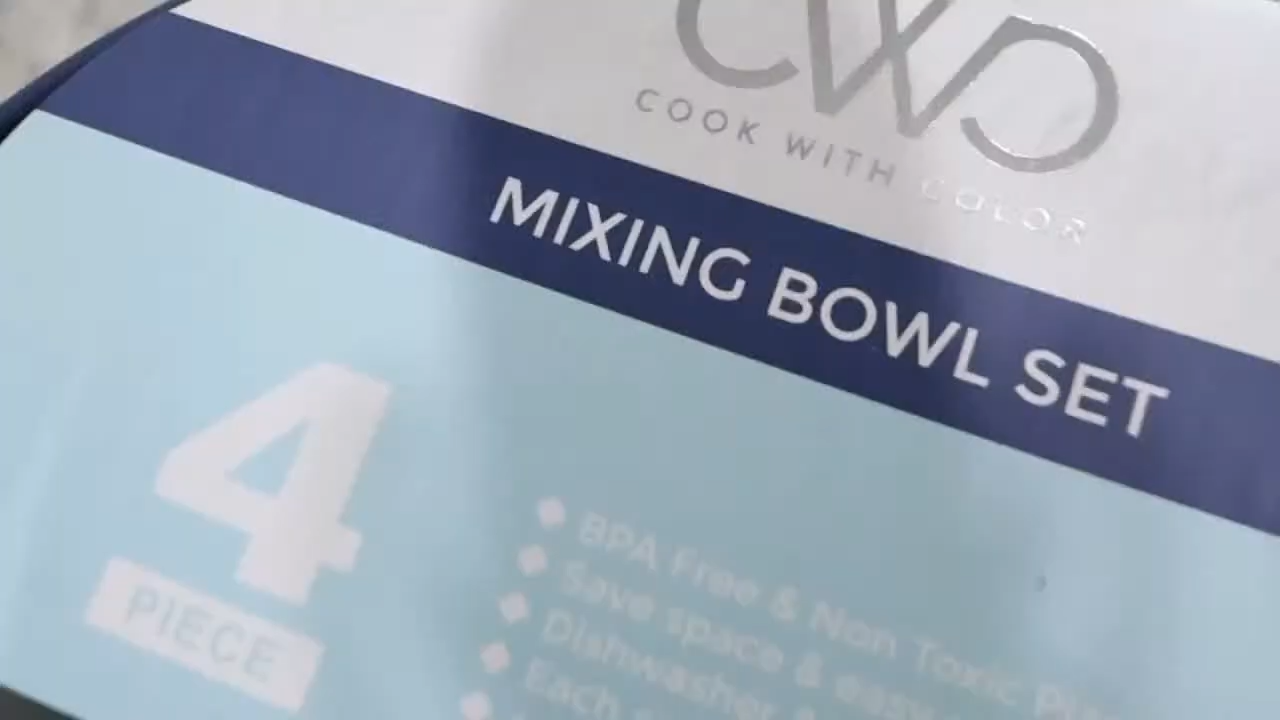 CWC
COOK WITH COLOR
MIXING BOWL SET
4
PIECE
BPA Free & Non Toxic
Save space & easy
Dishwasher
Each